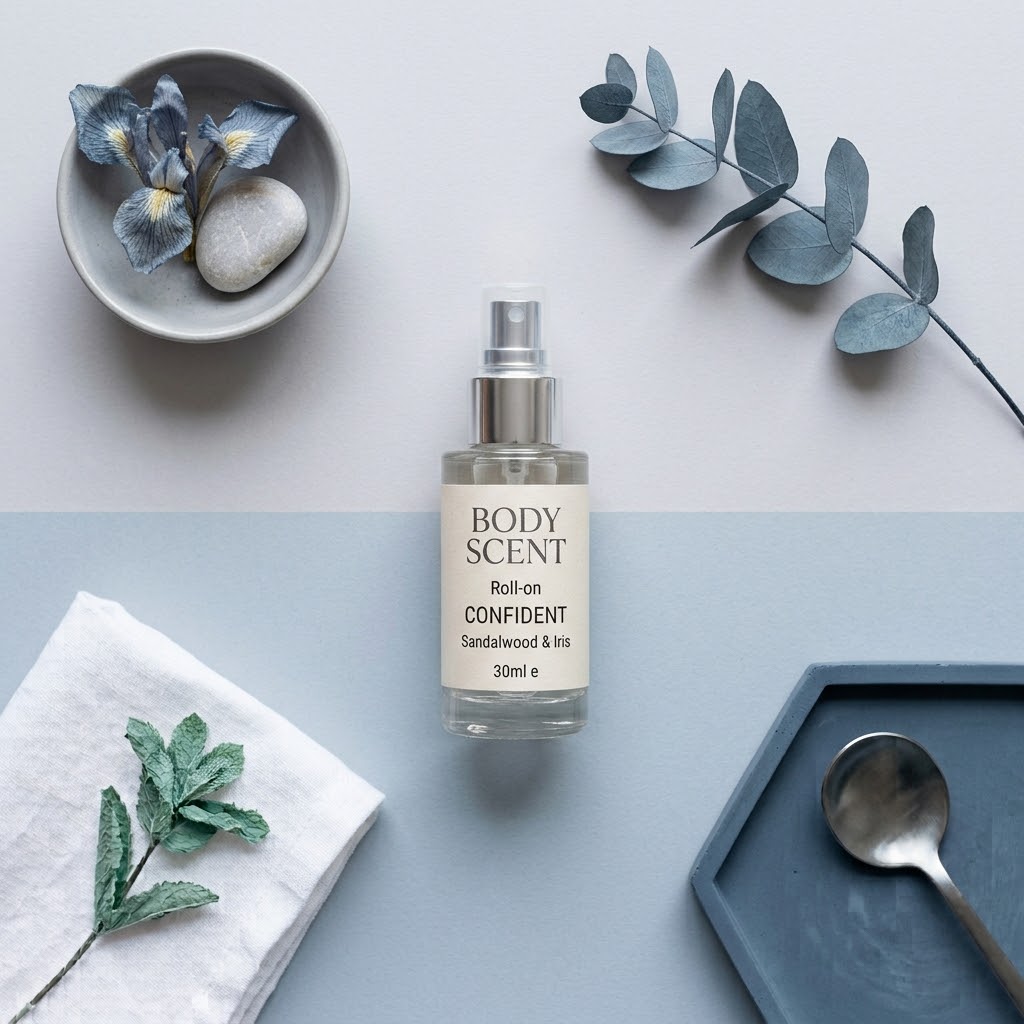 BODY
SCENT
Roll-on
CONFIDENT
Sandalwood & Iris
30ml e